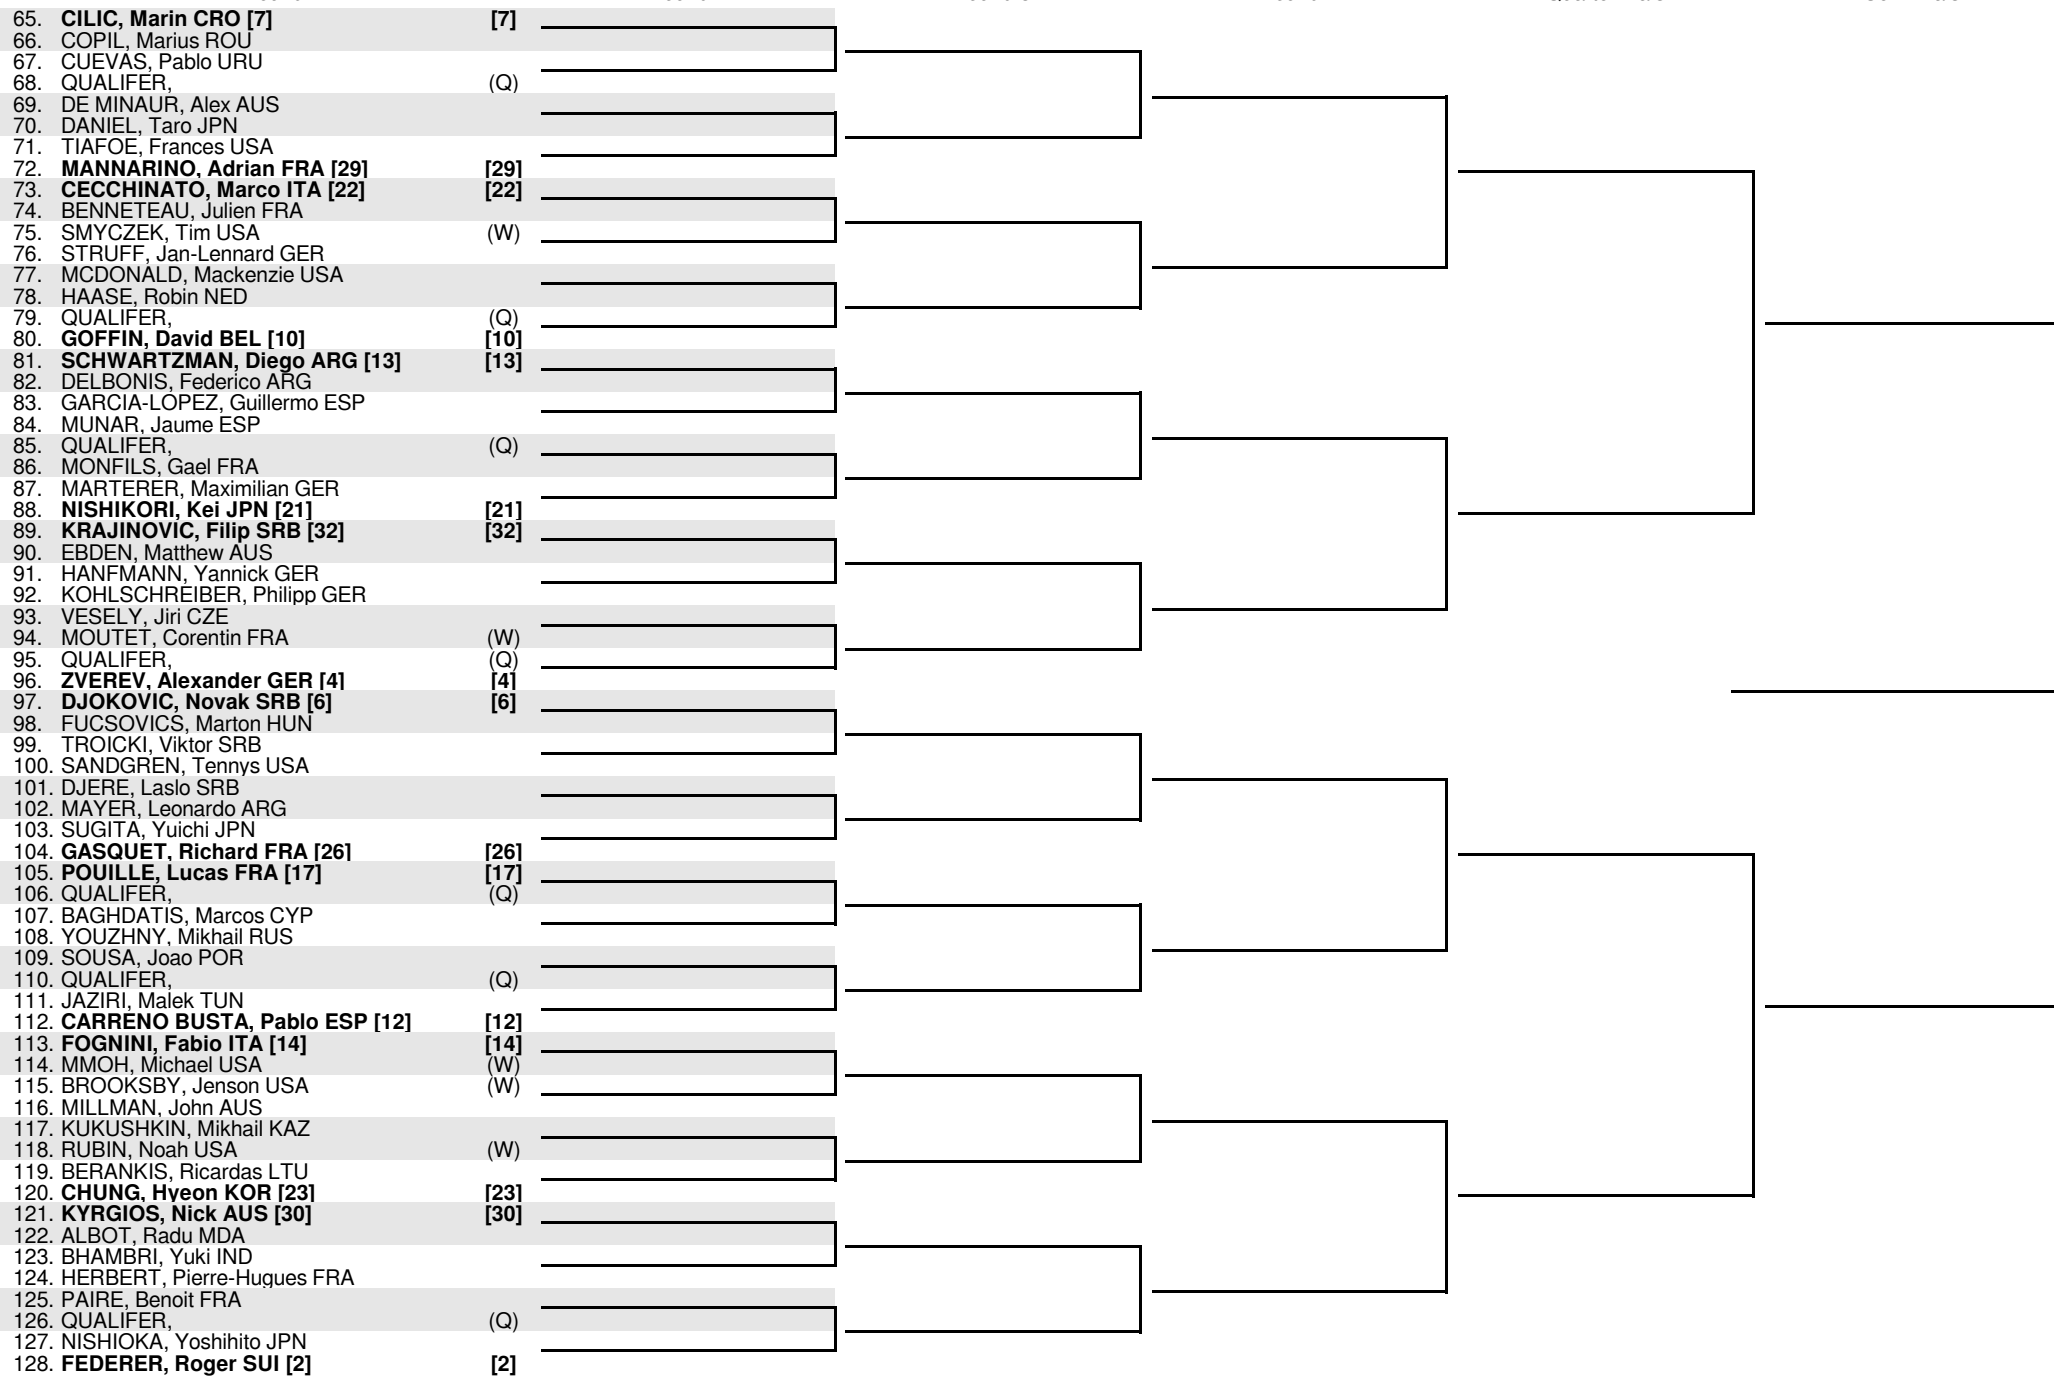 65. CILIC, Marin CRO [7] [7]
66. COPIL, Marius ROU
67. CUEVAS, Pablo URU
68. QUALIFER, (Q)
69. DE MINAUR, Alex AUS
70. DANIEL, Taro JPN
71. TIAFOE, Frances USA
72. MANNARINO, Adrian FRA [29] [29]
73. CECCHINATO, Marco ITA [22] [22]
74. BENNETEAU, Julien FRA
75. SMYCZEK, Tim USA (W)
76. STRUFF, Jan-Lennard GER
77. MCDONALD, Mackenzie USA
78. HAASE, Robin NED
79. QUALIFER, (Q)
80. GOFFIN, David BEL [10] [10]
81. SCHWARTZMAN, Diego ARG [13] [13]
82. DELBONIS, Federico ARG
83. GARCIA-LOPEZ, Guillermo ESP
84. MUNAR, Jaume ESP
85. QUALIFER, (Q)
86. MONFILS, Gael FRA
87. MARTERER, Maximilian GER
88. NISHIKORI, Kei JPN [21] [21]
89. KRAJINOVIC, Filip SRB [32] [32]
90. EBDEN, Matthew AUS
91. HANFMANN, Yannick GER
92. KOHLSCHREIBER, Philipp GER
93. VESELY, Jiri CZE
94. MOUTET, Corentin FRA (W)
95. QUALIFER, (Q)
96. ZVEREV, Alexander GER [4] [4]
97. DJOKOVIC, Novak SRB [6] [6]
98. FUCSOVICS, Marton HUN
99. TROICKI, Viktor SRB
100. SANDGREN, Tennys USA
101. DJERE, Laslo SRB
102. MAYER, Leonardo ARG
103. SUGITA, Yuichi JPN
104. GASQUET, Richard FRA [26] [26]
105. POUILLE, Lucas FRA [17] [17]
106. QUALIFER, (Q)
107. BAGHDATIS, Marcos CYP
108. YOUZHNY, Mikhail RUS
109. SOUSA, Joao POR
110. QUALIFER, (Q)
111. JAZIRI, Malek TUN
112. CARRENO BUSTA, Pablo ESP [12] [12]
113. FOGNINI, Fabio ITA [14] [14]
114. MMOH, Michael USA (W)
115. BROOKSBY, Jenson USA (W)
116. MILLMAN, John AUS
117. KUKUSHKIN, Mikhail KAZ
118. RUBIN, Noah USA (W)
119. BERANKIS, Ricardas LTU
120. CHUNG, Hyeon KOR [23] [23]
121. KYRGIOS, Nick AUS [30] [30]
122. ALBOT, Radu MDA
123. BHAMBRI, Yuki IND
124. HERBERT, Pierre-Hugues FRA
125. PAIRE, Benoit FRA
126. QUALIFER, (Q)
127. NISHIOKA, Yoshihito JPN
128. FEDERER, Roger SUI [2] [2]